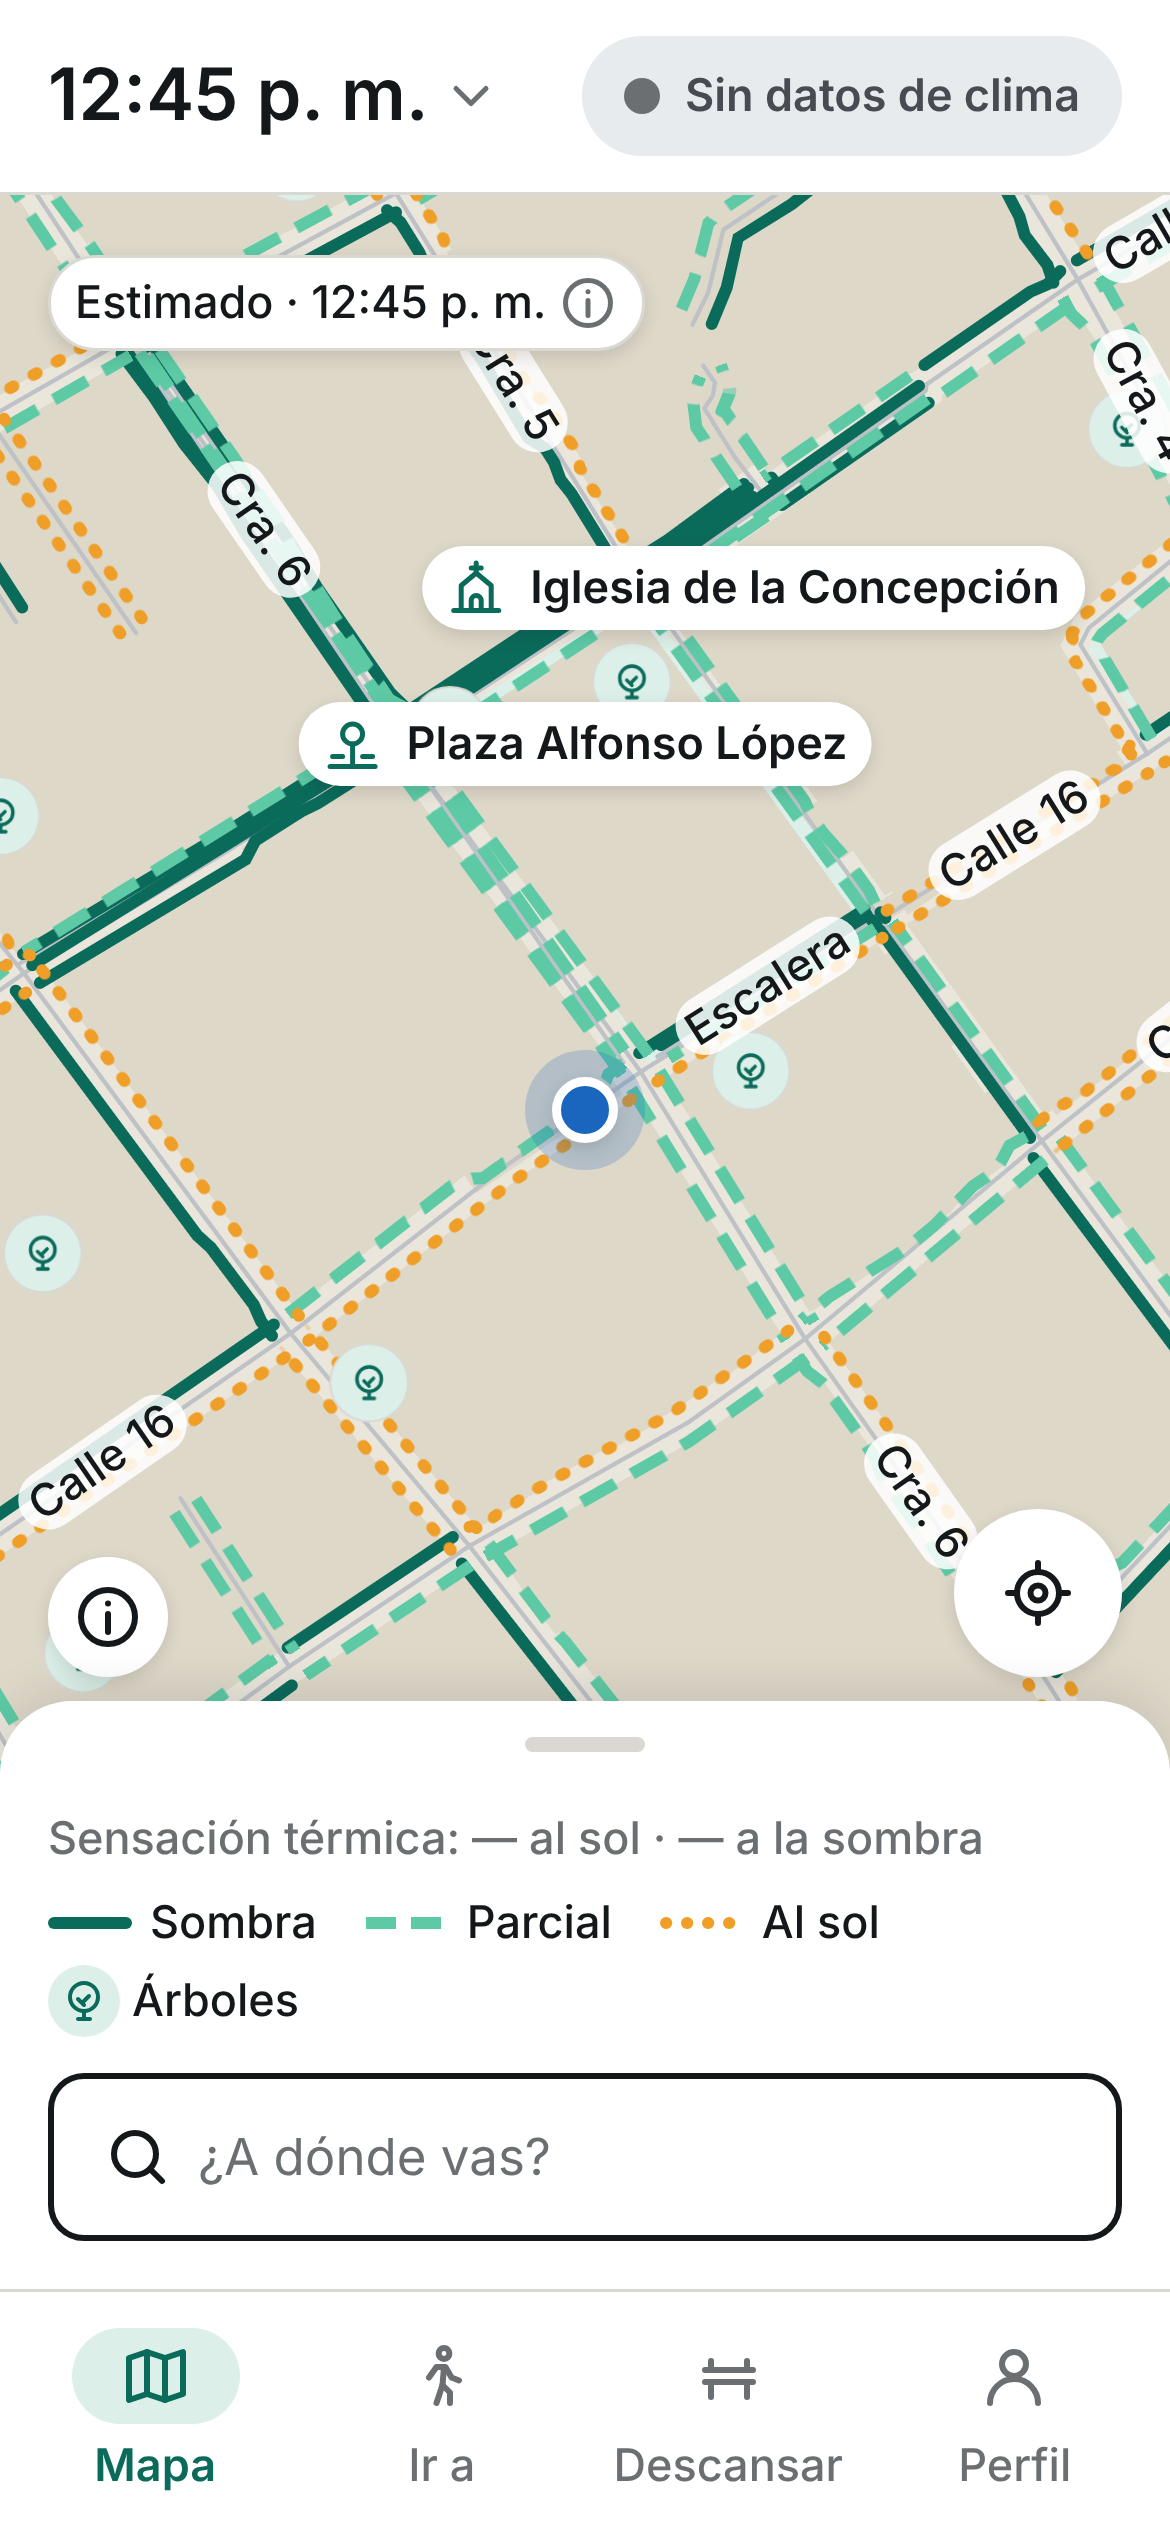 12:45 p. m.
Sin datos de clima
Estimado · 12:45 p. m.
Cra. 5
Cra. 6
Cra. 4
Iglesia de la Concepción
Plaza Alfonso López
Calle 16
Escalera
Calle 16
Cra. 6
Sensación térmica: — al sol · — a la sombra
Sombra
Parcial
Al sol
Árboles
¿A dónde vas?
Mapa
Ir a
Descansar
Perfil